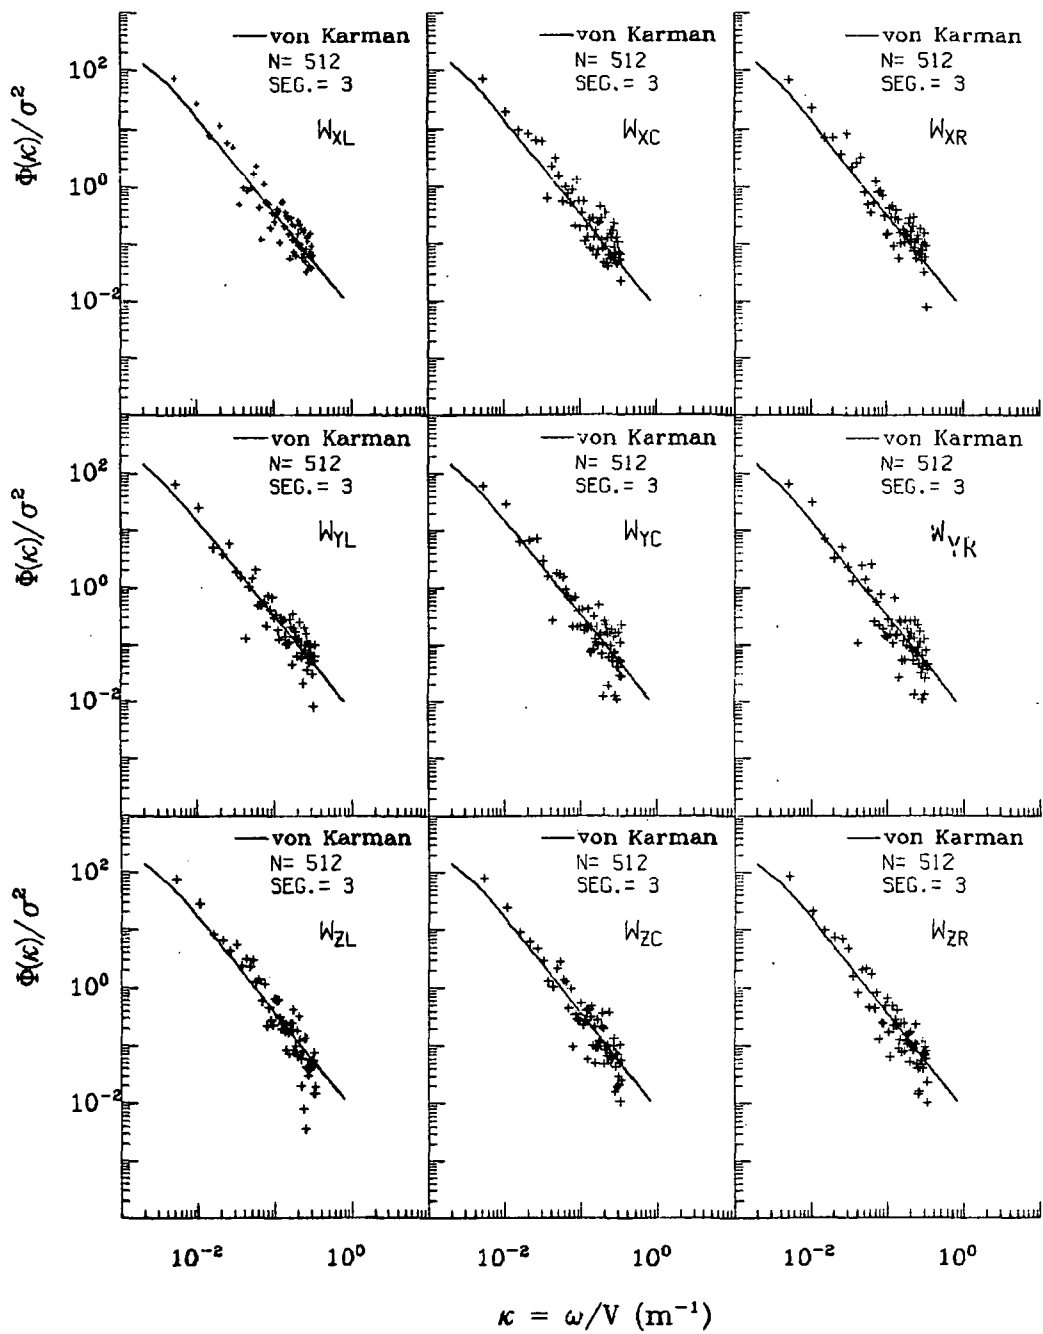 von Karman
N= 512
SEG.= 3
W_XL
von Karman
N= 512
SEG.= 3
W_XC
von Karman
N= 512
SEG.= 3
W_XR
Φ(κ)/σ²
10²
10⁰
10⁻²
von Karman
N= 512
SEG.= 3
W_YL
von Karman
N= 512
SEG.= 3
W_YC
von Karman
N= 512
SEG.= 3
W_YR
Φ(κ)/σ²
10²
10⁰
10⁻²
von Karman
N= 512
SEG.= 3
W_ZL
von Karman
N= 512
SEG.= 3
W_ZC
von Karman
N= 512
SEG.= 3
W_ZR
Φ(κ)/σ²
10²
10⁰
10⁻²
10⁻² 10⁰ 10⁻² 10⁰ 10⁻² 10⁰
κ = ω/V (m⁻¹)